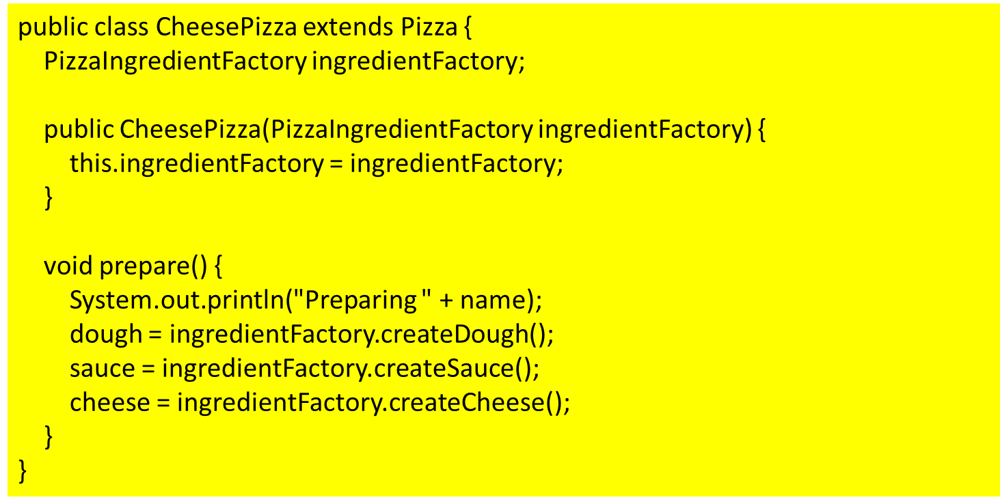 public class CheesePizza extends Pizza {
PizzaIngredientFactory ingredientFactory;
public CheesePizza(PizzaIngredientFactory ingredientFactory) {
this.ingredientFactory = ingredientFactory;
}
void prepare() {
System.out.println("Preparing " + name);
dough = ingredientFactory.createDough();
sauce = ingredientFactory.createSauce();
cheese = ingredientFactory.createCheese();
}
}